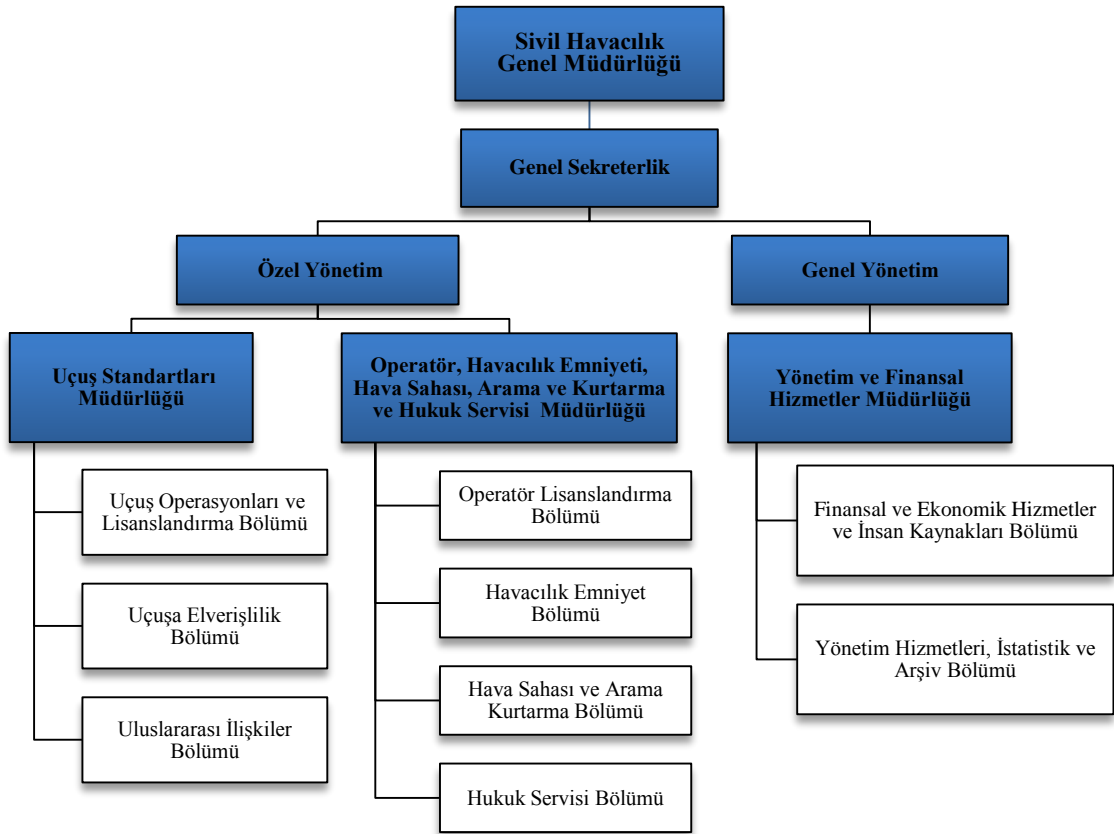 Sivil Havacılık
Genel Müdürlüğü
Genel Sekreterlik
Özel Yönetim
Genel Yönetim
Uçuş Standartları
Müdürlüğü
Operatör, Havacılık Emniyeti,
Hava Sahası, Arama ve Kurtarma
ve Hukuk Servisi Müdürlüğü
Yönetim ve Finansal
Hizmetler Müdürlüğü
Uçuş Operasyonları ve
Lisanslandırma Bölümü
Uçuşa Elverişlilik
Bölümü
Uluslararası İlişkiler
Bölümü
Operatör Lisanslandırma
Bölümü
Havacılık Emniyet
Bölümü
Hava Sahası ve Arama
Kurtarma Bölümü
Hukuk Servisi Bölümü
Finansal ve Ekonomik Hizmetler
ve İnsan Kaynakları Bölümü
Yönetim Hizmetleri, İstatistik ve
Arşiv Bölümü